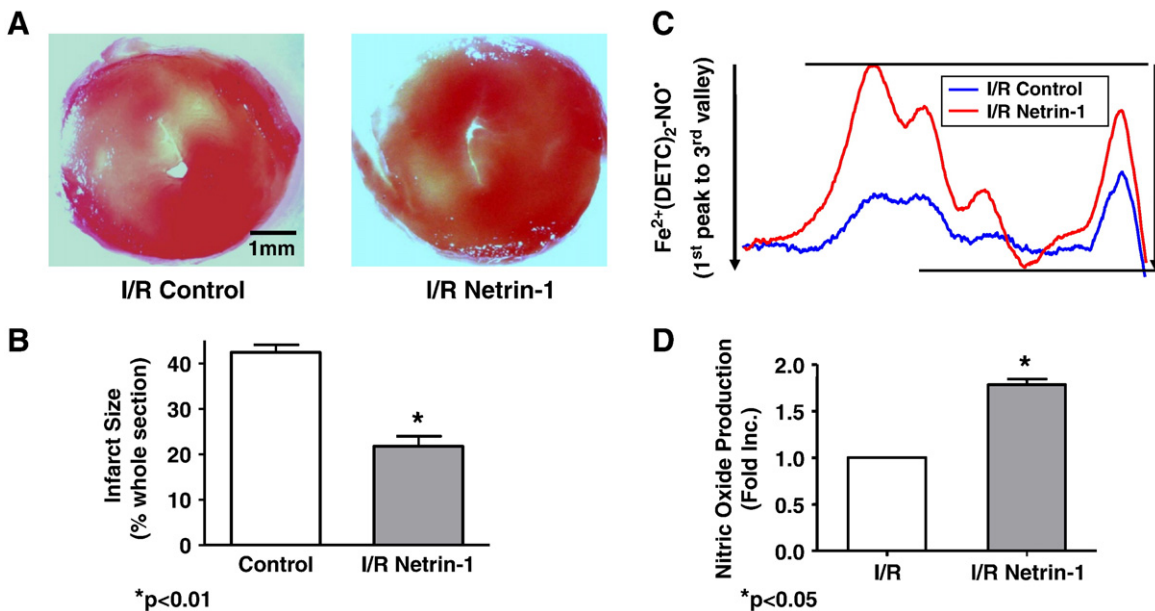 A
1mm
I/R Control
I/R Netrin-1
B
Infarct Size
(% whole section)
40
30
20
10
0
Control
I/R Netrin-1
*
*p<0.01
C
Fe²⁺(DETC)₂-NO•
(1ˢᵗ peak to 3ʳᵈ valley)
I/R Control
I/R Netrin-1
D
Nitric Oxide Production
(Fold Inc.)
2.0
1.5
1.0
0.5
0.0
I/R
I/R Netrin-1
*
*p<0.05